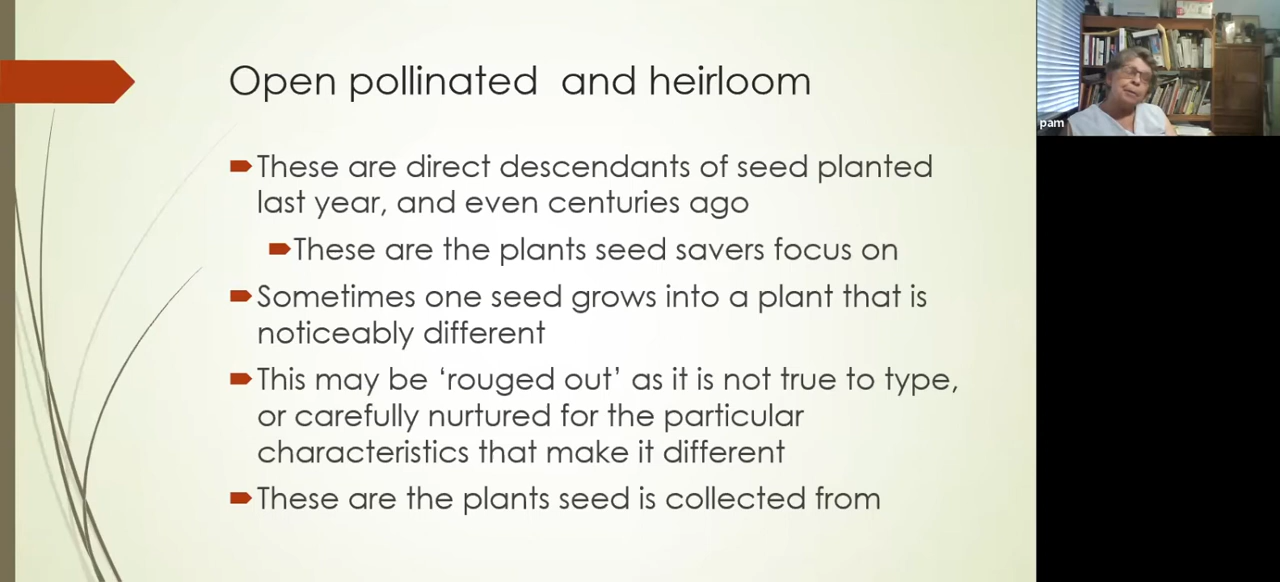 Open pollinated and heirloom
These are direct descendants of seed planted
last year, and even centuries ago
These are the plants seed savers focus on
Sometimes one seed grows into a plant that is
noticeably different
This may be ‘rouged out’ as it is not true to type,
or carefully nurtured for the particular
characteristics that make it different
These are the plants seed is collected from
pam